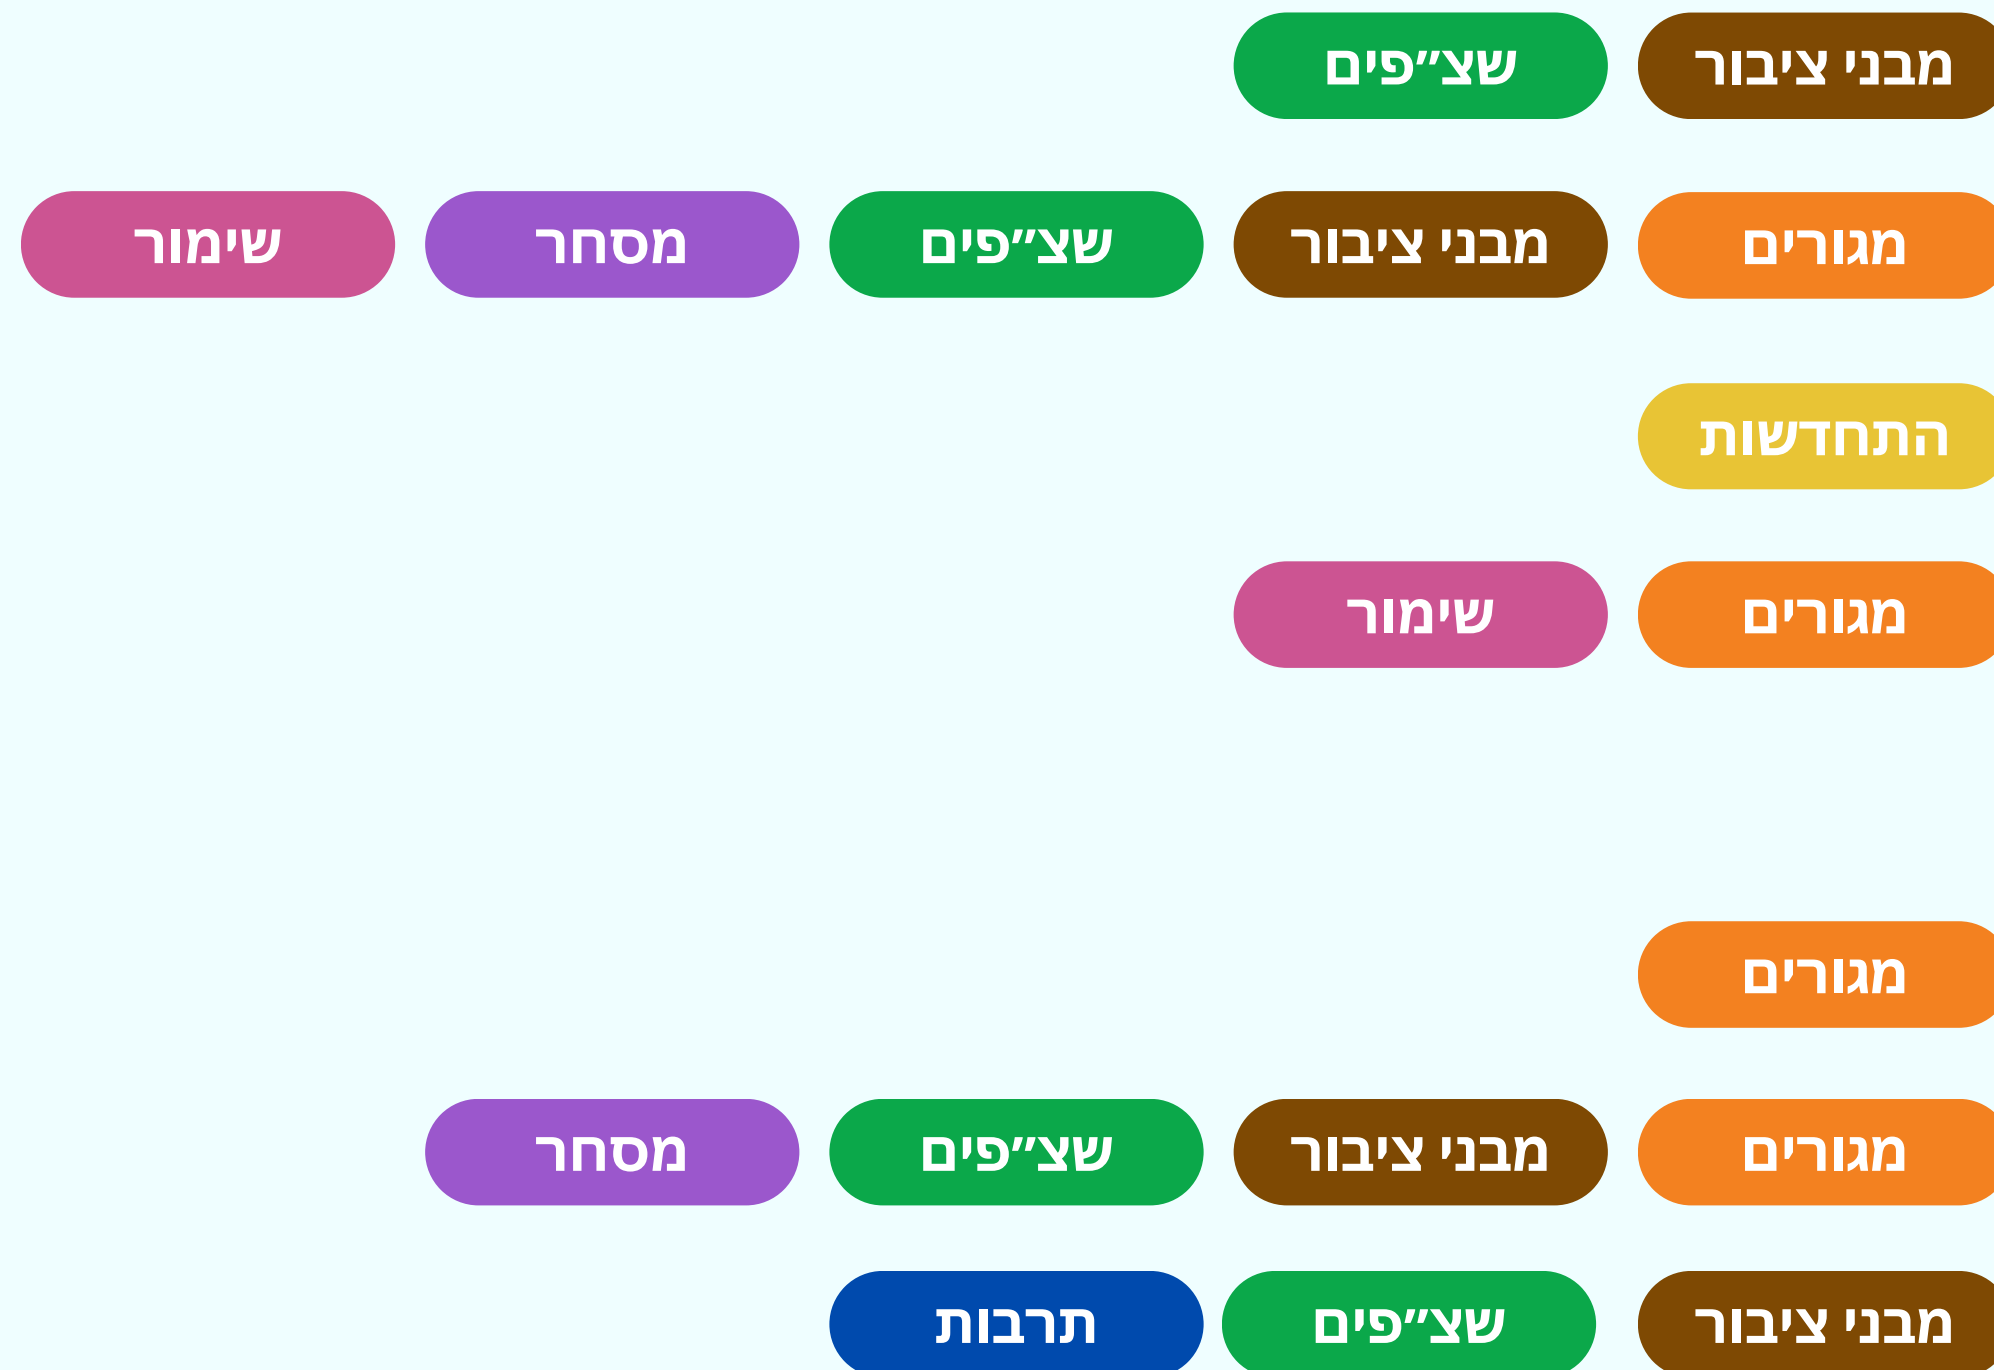 מבני ציבור שצ״פים
מגורים מבני ציבור שצ״פים מסחר שימור
התחדשות
מגורים שימור
מגורים
מגורים מבני ציבור שצ״פים מסחר
מבני ציבור שצ״פים תרבות